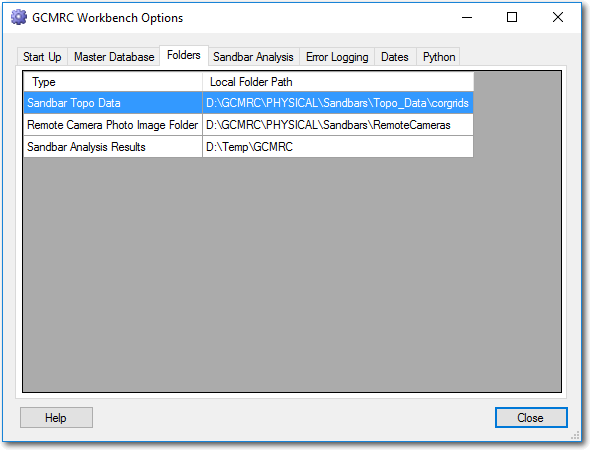 GCMRC Workbench Options
Start Up Master Database Folders Sandbar Analysis Error Logging Dates Python
Type Local Folder Path
Sandbar Topo Data D:\GCMRC\PHYSICAL\Sandbars\Topo_Data\corgrids
Remote Camera Photo Image Folder D:\GCMRC\PHYSICAL\Sandbars\RemoteCameras
Sandbar Analysis Results D:\Temp\GCMRC
Help Close